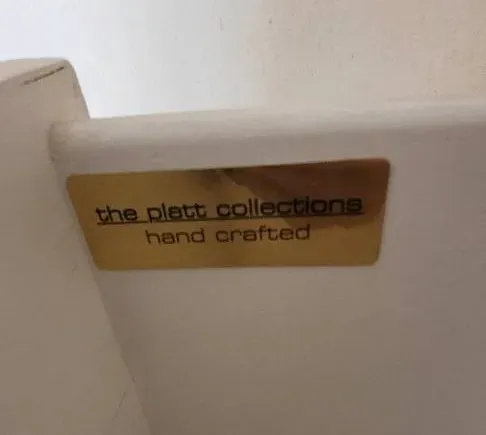 the platt collections
hand crafted